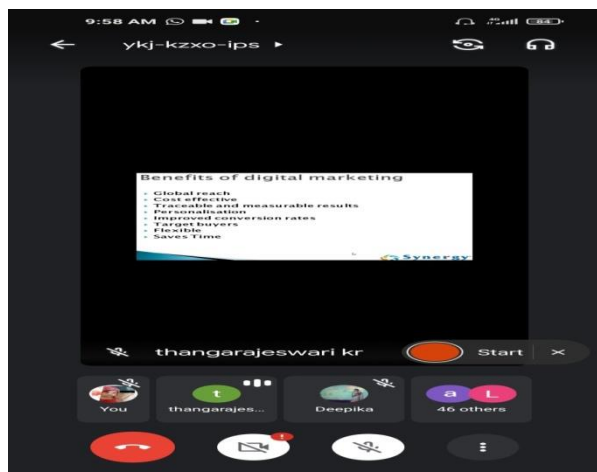 9:58 AM
84
ykj-kzxo-ips
Benefits of digital marketing
Global reach
Cost effective
Traceable and measurable results
Personalisation
Improved conversion rates
Target buyers
Flexible
Saves Time
Synergy
thangarajeswari kr
Start
t
a L
You
thangarajes...
Deepika
46 others